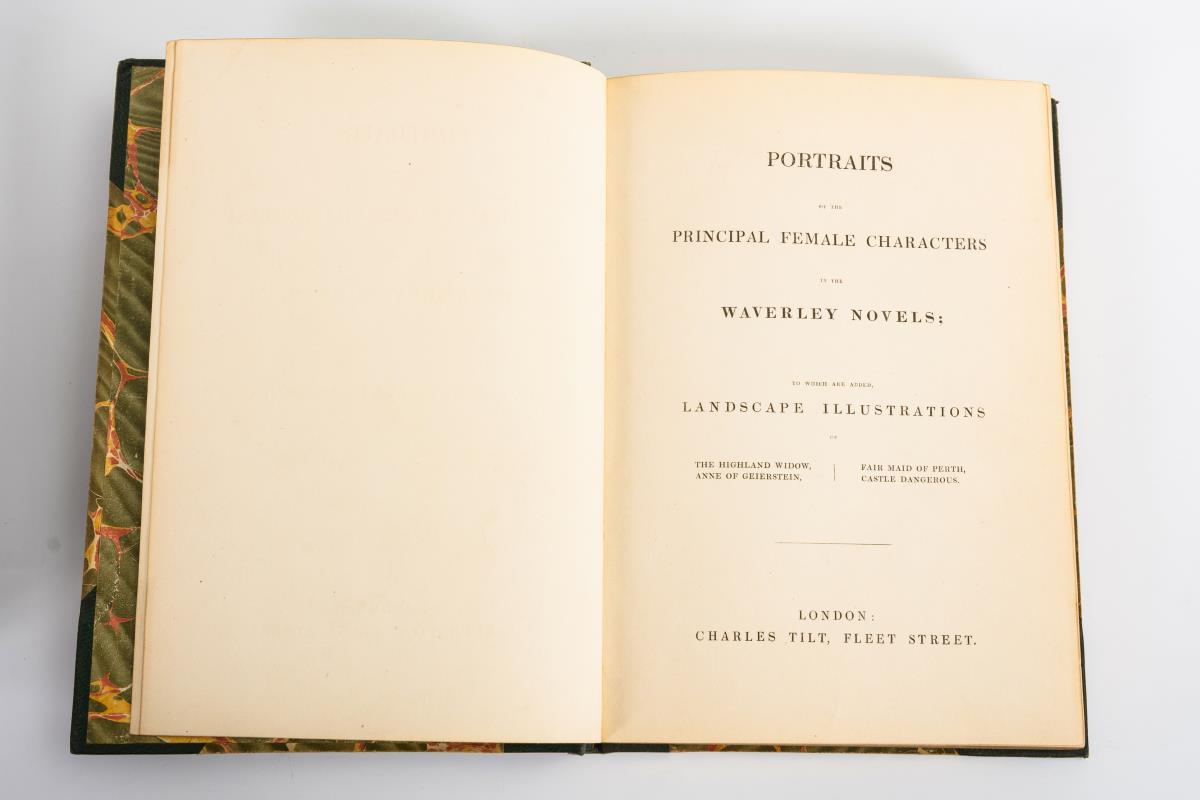 PORTRAITS
OF THE
PRINCIPAL FEMALE CHARACTERS
IN THE
WAVERLEY NOVELS;
TO WHICH ARE ADDED,
LANDSCAPE ILLUSTRATIONS
OF
THE HIGHLAND WIDOW,
ANNE OF GEIERSTEIN,
FAIR MAID OF PERTH,
CASTLE DANGEROUS.
LONDON:
CHARLES TILT, FLEET STREET.